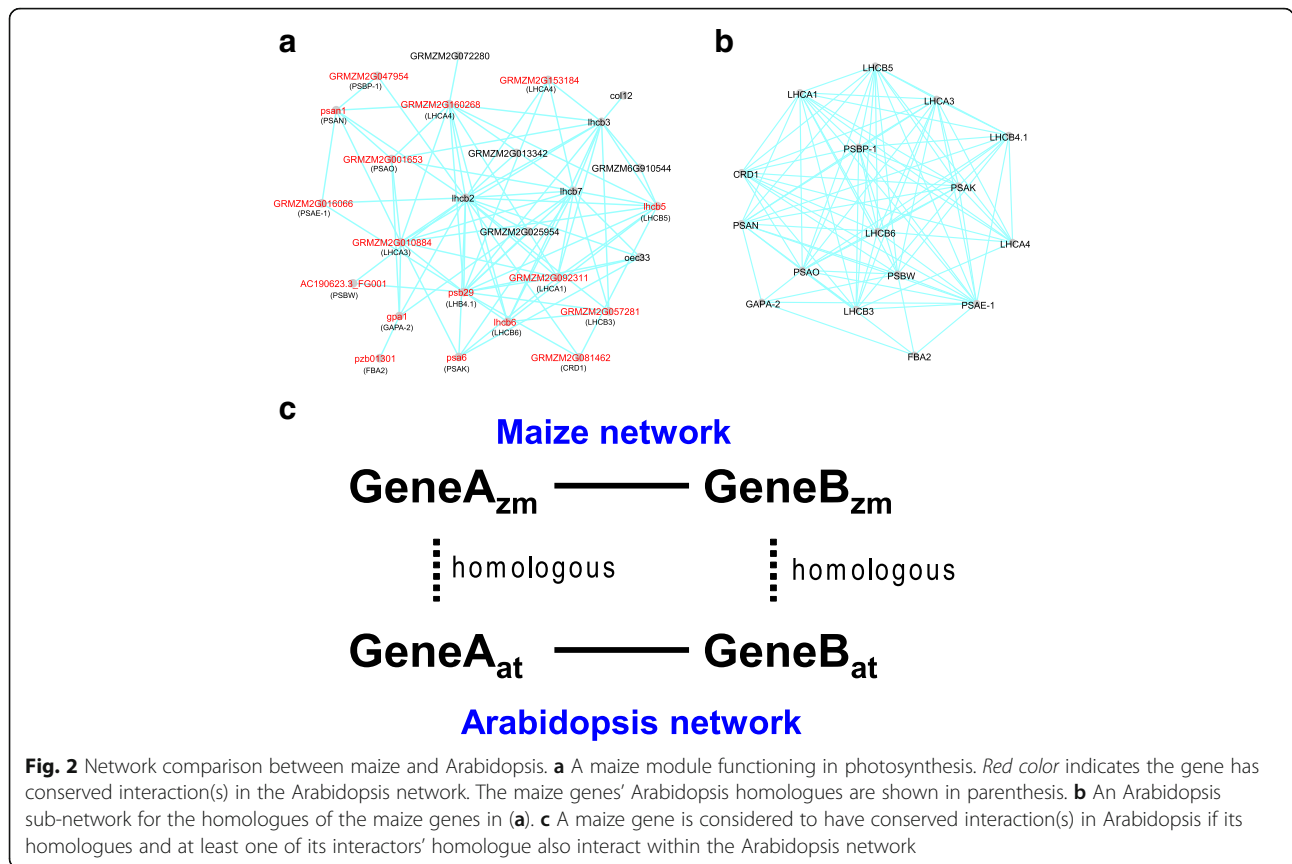 a
GRMZM2G072280
GRMZM2G047954
(PSBP-1)
GRMZM2G153184
(LHCA4)
col12
psan1
(PSAN)
GRMZM2G160268
(LHCA4)
lhcb3
GRMZM2G001653
(PSAO)
GRMZM2G013342
GRMZM6G910544
GRMZM2G016066
(PSAE-1)
lhcb2
lhcb7
lhcb5
(LHCB5)
GRMZM2G025954
GRMZM2G010884
(LHCA3)
oec33
AC190623.3_FG001
(PSBW)
GRMZM2G092311
(LHCA1)
psb29
(LHB4.1)
gpa1
(GAPA-2)
lhcb6
(LHCB6)
GRMZM2G057281
(LHCB3)
pzb01301
(FBA2)
psa6
(PSAK)
GRMZM2G081462
(CRD1)
b
LHCB5
LHCA1
LHCA3
LHCB4.1
PSBP-1
CRD1
PSAK
PSAN
LHCB6
LHCA4
PSAO
PSBW
GAPA-2
LHCB3
PSAE-1
FBA2
c
Maize network
GeneAzm GeneBzm
homologous homologous
GeneAat GeneBat
Arabidopsis network
Fig. 2 Network comparison between maize and Arabidopsis. a A maize module functioning in photosynthesis. Red color indicates the gene has
conserved interaction(s) in the Arabidopsis network. The maize genes' Arabidopsis homologues are shown in parenthesis. b An Arabidopsis
sub-network for the homologues of the maize genes in (a). c A maize gene is considered to have conserved interaction(s) in Arabidopsis if its
homologues and at least one of its interactors' homologue also interact within the Arabidopsis network